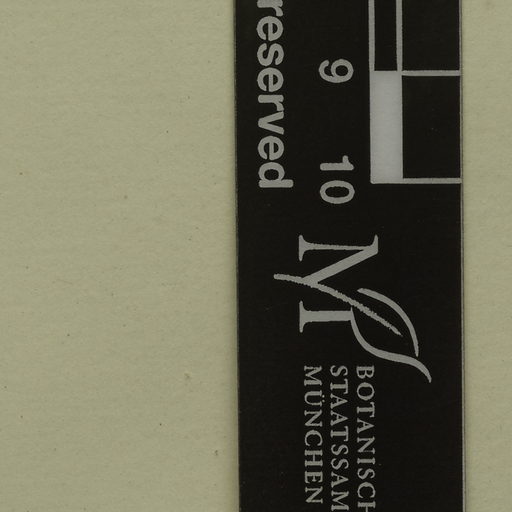 reserved
9
10
BOTANISCH
STAATSSAM
MÜNCHEN